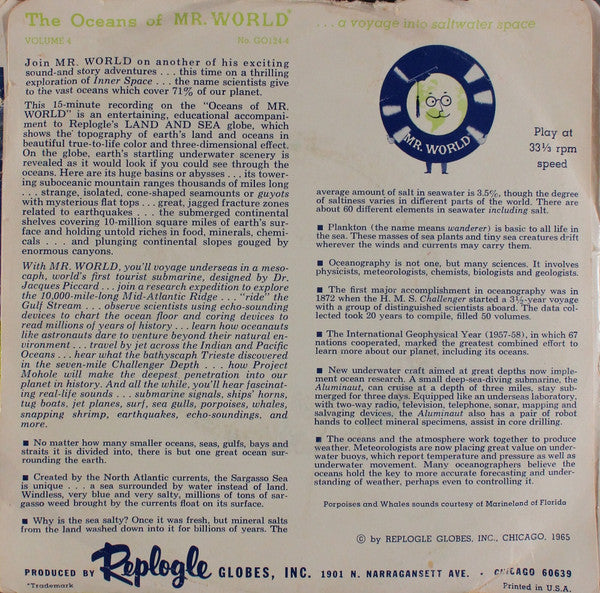 The Oceans of MR. WORLD*
VOLUME 4 No. GO124-4
Join MR. WORLD on another of his exciting
sound-and story adventures . . . this time on a thrilling
exploration of Inner Space . . . the name scientists give
to the vast oceans which cover 71% of our planet.
This 15-minute recording on the "Oceans of MR.
WORLD" is an entertaining, educational accompani-
ment to Replogle's LAND AND SEA globe, which
shows the topography of earth's land and oceans in
beautiful true-to-life color and three-dimensional effect.
On the globe, earth's startling underwater scenery is
revealed as it would look if you could see through the
oceans. Here are its huge basins or abysses . . . its tower-
ing suboceanic mountain ranges thousands of miles long
. . . strange, isolated, cone-shaped seamounts or guyots
with mysterious flat tops . . . great, jagged fracture zones
related to earthquakes . . . the submerged continental
shelves covering 10-million square miles of earth's sur-
face and holding untold riches in food, minerals, chemi-
cals . . . and plunging continental slopes gouged by
enormous canyons.
With MR. WORLD, you'll voyage underseas in a meso-
caph, world's first tourist submarine, designed by Dr.
Jacques Piccard . . . join a research expedition to explore
the 10,000-mile-long Mid-Atlantic Ridge . . . "ride" the
Gulf Stream . . . observe scientists using echo-sounding
devices to chart the ocean floor and coring devices to
read millions of years of history . . . learn how oceanauts
like astronauts dare to venture beyond their natural en-
vironment . . . travel by jet across the Indian and Pacific
Oceans . . . hear what the bathyscaph Trieste discovered
in the seven-mile Challenger Depth . . . how Project
Mohole will make the deepest penetration into our
planet in history. And all the while, you'll hear fascinat-
ing real-life sounds . . . submarine signals, ships' horns,
tug boats, jet planes, surf, sea gulls, porpoises, whales,
snapping shrimp, earthquakes, echo-soundings, and
more.
■ No matter how many smaller oceans, seas, gulfs, bays and
straits it is divided into, there is but one great ocean sur-
rounding the earth.
■ Created by the North Atlantic currents, the Sargasso Sea
is unique . . . a sea surrounded by water instead of land.
Windless, very blue and very salty, millions of tons of sar-
gasso weed brought by the currents float on its surface.
■ Why is the sea salty? Once it was fresh, but mineral salts
from the land washed down into it for billions of years. The
. . . a voyage into saltwater space
MR. WORLD
Play at
33⅓ rpm
speed
average amount of salt in seawater is 3.5%, though the degree
of saltiness varies in different parts of the world. There are
about 60 different elements in seawater including salt.
■ Plankton (the name means wanderer) is basic to all life in
the sea. These masses of sea plants and tiny sea creatures drift
wherever the winds and currents may carry them.
■ Oceanography is not one, but many sciences. It involves
physicists, meteorologists, chemists, biologists and geologists.
■ The first major accomplishment in oceanography was in
1872 when the H. M. S. Challenger started a 3½-year voyage
with a group of distinguished scientists aboard. The data col-
lected took 20 years to compile, filled 50 volumes.
■ The International Geophysical Year (1957-58), in which 67
nations cooperated, marked the greatest combined effort to
learn more about our planet, including its oceans.
■ New underwater craft aimed at great depths now imple-
ment ocean research. A small deep-sea-diving submarine, the
Aluminaut, can cruise at a depth of three miles, stay sub-
merged for three days. Equipped like an underseas laboratory,
with two-way radio, television, telephone, sonar, mapping and
salvaging devices, the Aluminaut also has a pair of robot
hands to collect mineral specimens, assist in core drilling.
■ The oceans and the atmosphere work together to produce
weather. Meteorologists are now placing great value on under-
water buoys, which report temperature and pressure as well as
underwater movement. Many oceanographers believe the
oceans hold the key to more accurate forecasting and under-
standing of weather, perhaps even to controlling it.
Porpoises and Whales sounds courtesy of Marineland of Florida
© by REPLOGLE GLOBES, INC., CHICAGO, 1965
PRODUCED BY Replogle GLOBES, INC. 1901 N. NARRAGANSETT AVE. • CHICAGO 60639
*Trademark Printed in U.S.A.